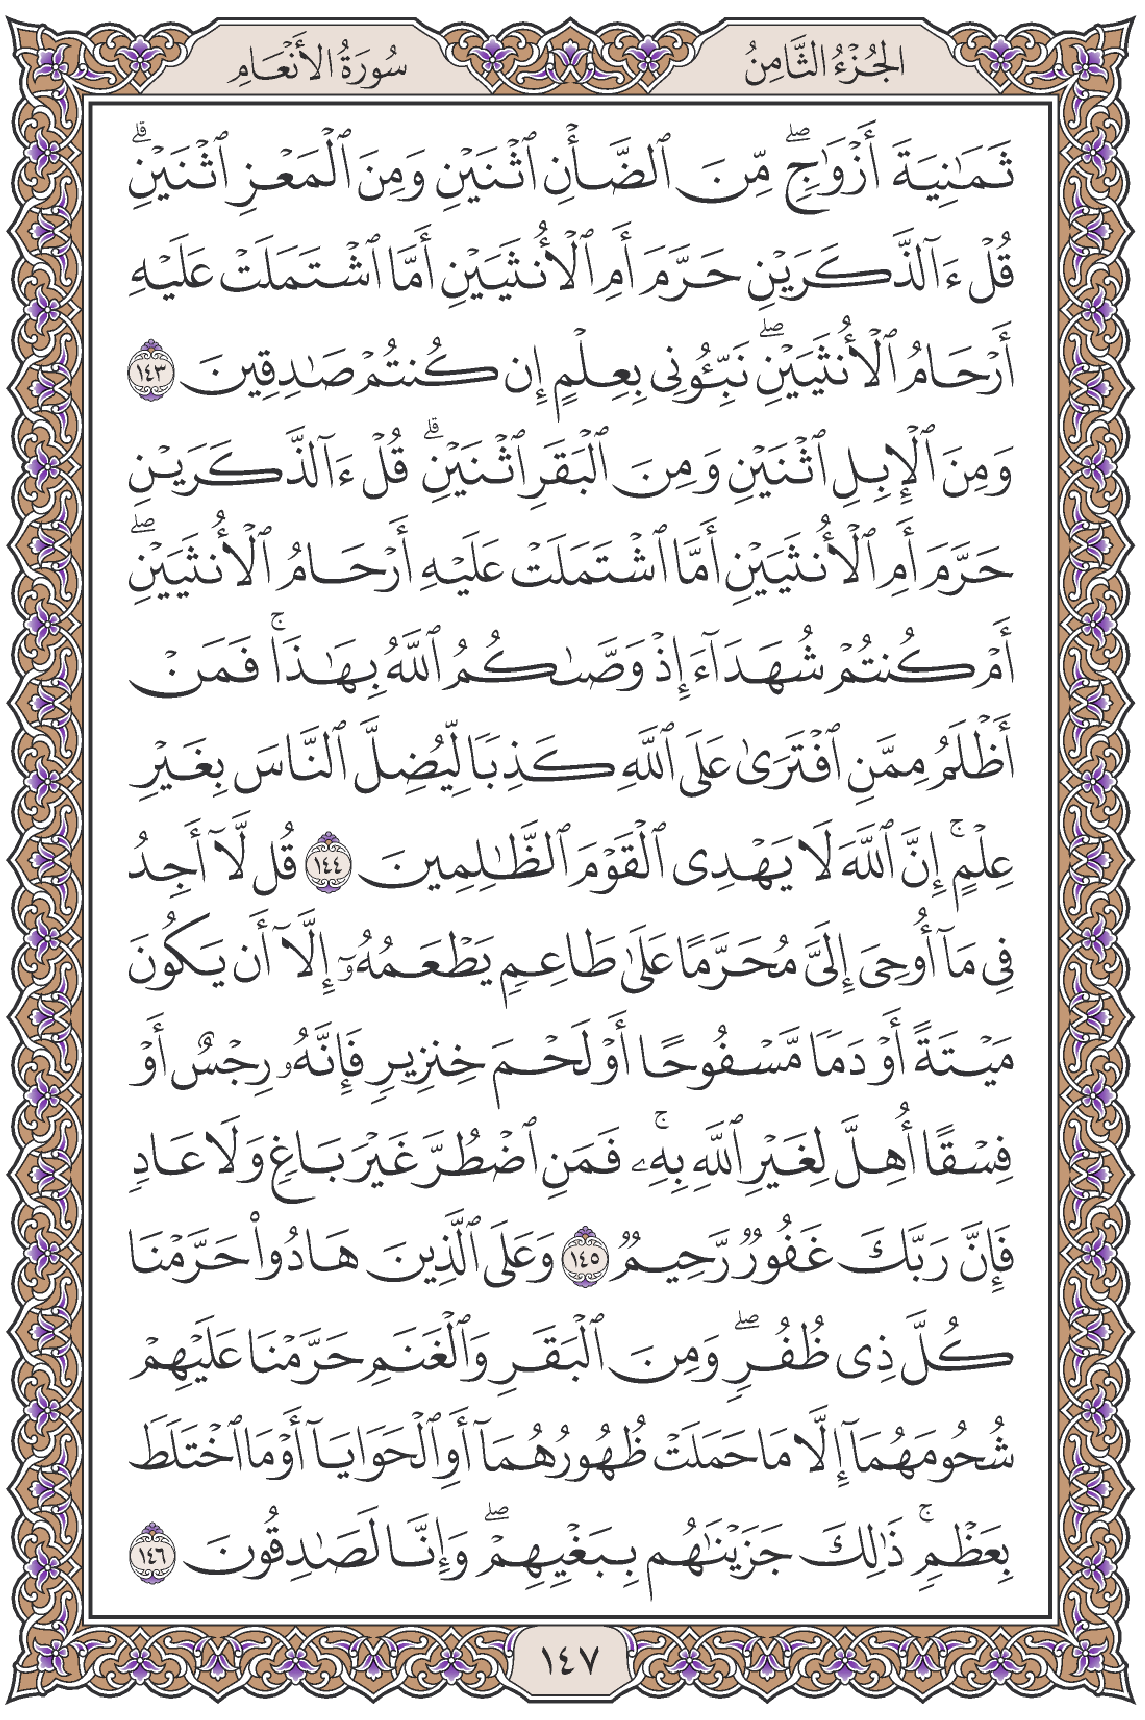 الجُزْءُ الثَّامِنُ
سُورَةُ الأَنْعَامِ
ثَمَٰنِيَةَ أَزْوَٰجٖۖ مِّنَ ٱلضَّأۡنِ ٱثۡنَيۡنِ وَمِنَ ٱلۡمَعۡزِ ٱثۡنَيۡنِۗ
قُلۡ ءَآلذَّكَرَيۡنِ حَرَّمَ أَمِ ٱلۡأُنثَيَيۡنِ أَمَّا ٱشۡتَمَلَتۡ عَلَيۡهِ
أَرۡحَامُ ٱلۡأُنثَيَيۡنِۖ نَبِّـُٔونِي بِعِلۡمٍ إِن كُنتُمۡ صَٰدِقِينَ ١٤٣
وَمِنَ ٱلۡإِبِلِ ٱثۡنَيۡنِ وَمِنَ ٱلۡبَقَرِ ٱثۡنَيۡنِۗ قُلۡ ءَآلذَّكَرَيۡنِ
حَرَّمَ أَمِ ٱلۡأُنثَيَيۡنِ أَمَّا ٱشۡتَمَلَتۡ عَلَيۡهِ أَرۡحَامُ ٱلۡأُنثَيَيۡنِۖ
أَمۡ كُنتُمۡ شُهَدَآءَ إِذۡ وَصَّىٰكُمُ ٱللَّهُ بِهَٰذَاۚ فَمَنۡ
أَظۡلَمُ مِمَّنِ ٱفۡتَرَىٰ عَلَى ٱللَّهِ كَذِبٗا لِّيُضِلَّ ٱلنَّاسَ بِغَيۡرِ
عِلۡمٍۚ إِنَّ ٱللَّهَ لَا يَهۡدِي ٱلۡقَوۡمَ ٱلظَّٰلِمِينَ ١٤٤ قُل لَّآ أَجِدُ
فِي مَآ أُوحِيَ إِلَيَّ مُحَرَّمًا عَلَىٰ طَاعِمٖ يَطۡعَمُهُۥٓ إِلَّآ أَن يَكُونَ
مَيۡتَةً أَوۡ دَمٗا مَّسۡفُوحًا أَوۡ لَحۡمَ خِنزِيرٖ فَإِنَّهُۥ رِجۡسٌ أَوۡ
فِسۡقًا أُهِلَّ لِغَيۡرِ ٱللَّهِ بِهِۦۚ فَمَنِ ٱضۡطُرَّ غَيۡرَ بَاغٖ وَلَا عَادٖ
فَإِنَّ رَبَّكَ غَفُورٞ رَّحِيمٞ ١٤٥ وَعَلَى ٱلَّذِينَ هَادُواْ حَرَّمۡنَا
كُلَّ ذِي ظُفُرٖۖ وَمِنَ ٱلۡبَقَرِ وَٱلۡغَنَمِ حَرَّمۡنَا عَلَيۡهِمۡ
شُحُومَهُمَآ إِلَّا مَا حَمَلَتۡ ظُهُورُهُمَآ أَوِ ٱلۡحَوَايَآ أَوۡ مَا ٱخۡتَلَطَ
بِعَظۡمٖۚ ذَٰلِكَ جَزَيۡنَٰهُم بِبَغۡيِهِمۡۖ وَإِنَّا لَصَٰدِقُونَ ١٤٦
١٤٧